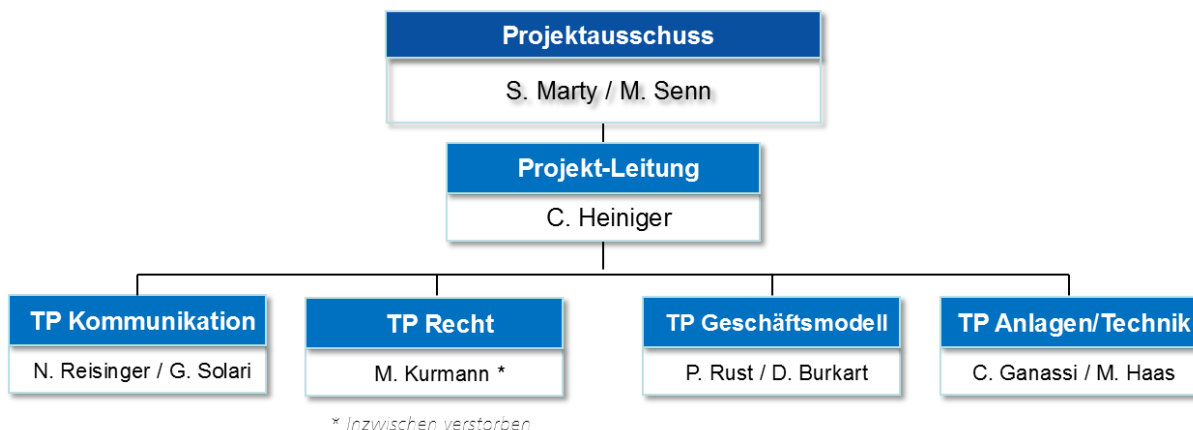 Projektausschuss
S. Marty / M. Senn
Projekt-Leitung
C. Heiniger
TP Kommunikation
N. Reisinger / G. Solari
TP Recht
M. Kurmann *
TP Geschäftsmodell
P. Rust / D. Burkart
TP Anlagen/Technik
C. Ganassi / M. Haas
* Inzwischen verstorben